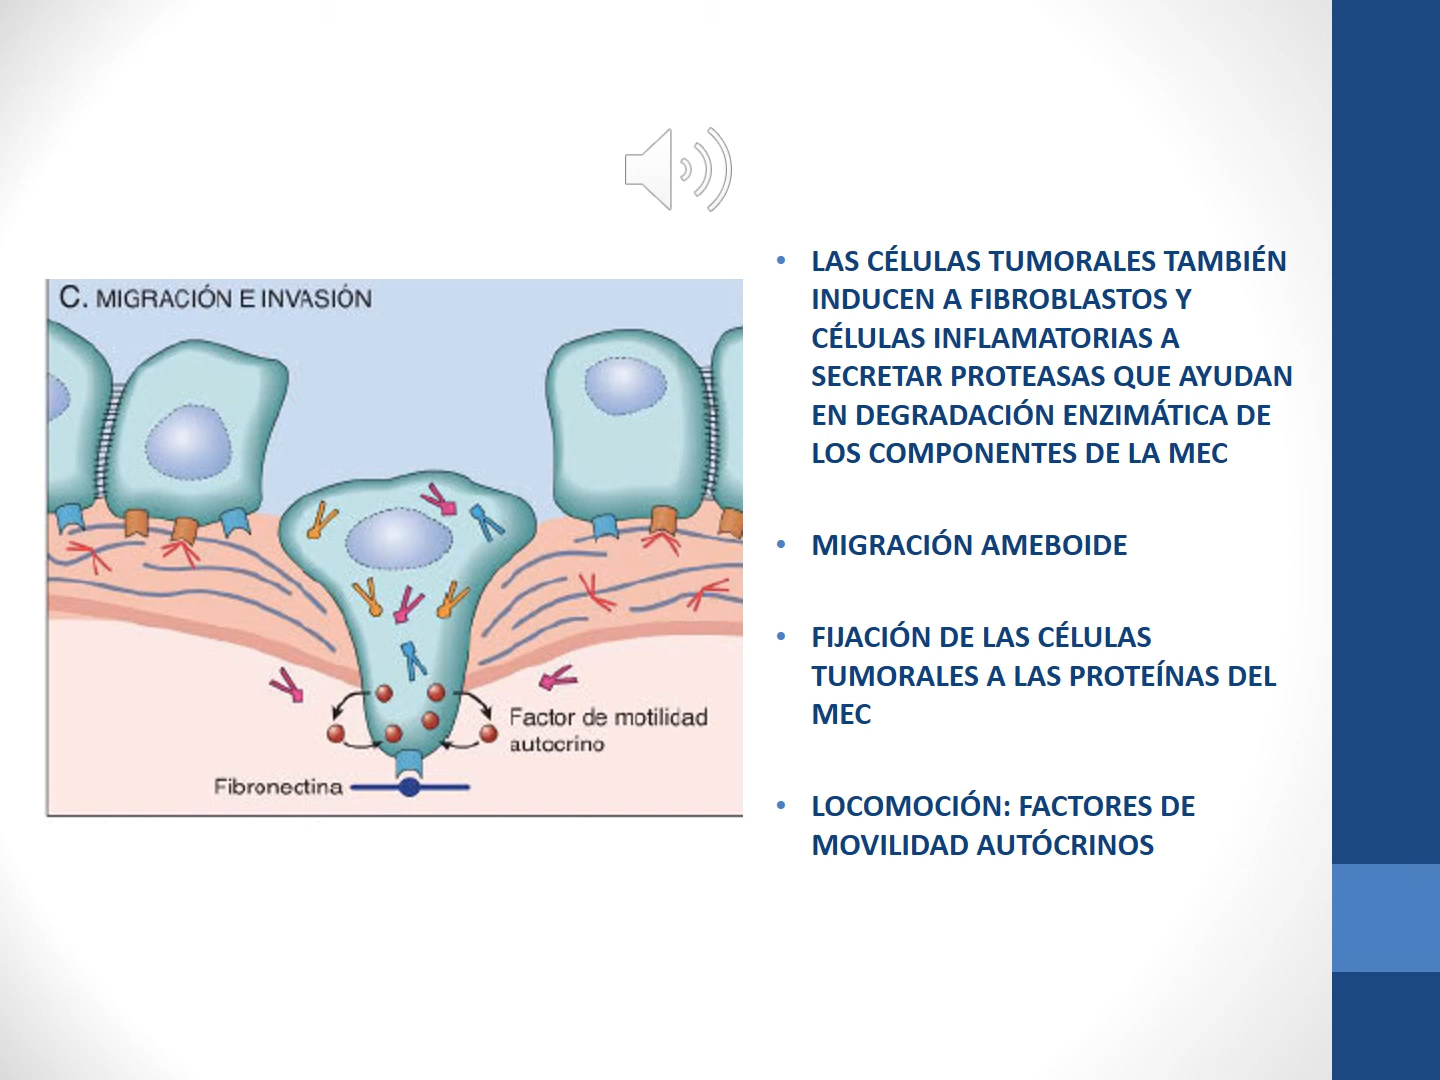 C. MIGRACIÓN E INVASIÓN
Factor de motilidad
autocrino
Fibronectina
• LAS CÉLULAS TUMORALES TAMBIÉN
INDUCEN A FIBROBLASTOS Y
CÉLULAS INFLAMATORIAS A
SECRETAR PROTEASAS QUE AYUDAN
EN DEGRADACIÓN ENZIMÁTICA DE
LOS COMPONENTES DE LA MEC
• MIGRACIÓN AMEBOIDE
• FIJACIÓN DE LAS CÉLULAS
TUMORALES A LAS PROTEÍNAS DEL
MEC
• LOCOMOCIÓN: FACTORES DE
MOVILIDAD AUTÓCRINOS